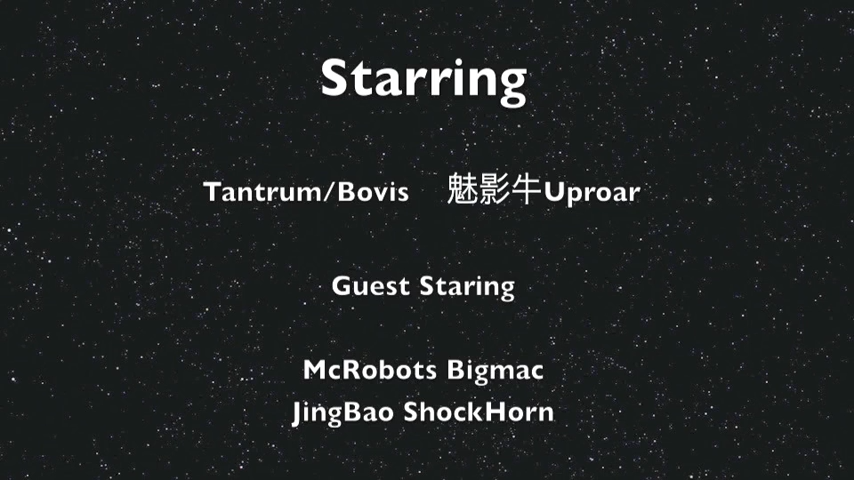 Starring
Tantrum/Bovis 魅影牛Uproar
Guest Staring
McRobots Bigmac
JingBao ShockHorn